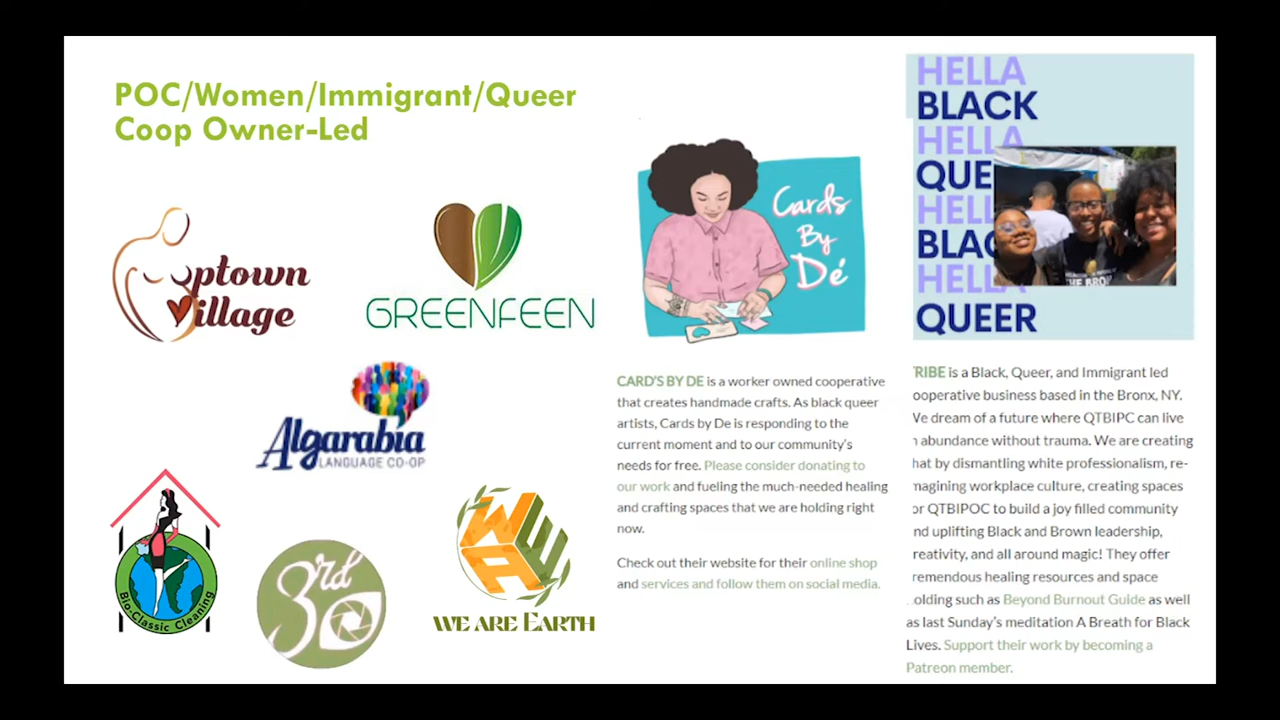 POC/Women/Immigrant/Queer
Coop Owner-Led
Uptown
Village
GREENFEEN
Algarabia
LANGUAGE CO-OP
Bio-Classic Cleaning
3rd
WEA
WE ARE EARTH
Cards
By
Dé
CARD'S BY DE is a worker owned cooperative
that creates handmade crafts. As black queer
artists, Cards by De is responding to the
current moment and to our community's
needs for free. Please consider donating to
our work and fueling the much-needed healing
and crafting spaces that we are holding right
now.
Check out their website for their online shop
and services and follow them on social media.
HELLA
BLACK
HELLA
QUE
HELL
BLAC
HELLA
QUEER
THE BRON
RIBE is a Black, Queer, and Immigrant led
ooperative business based in the Bronx, NY.
We dream of a future where QTBIPC can live
n abundance without trauma. We are creating
hat by dismantling white professionalism, re-
magining workplace culture, creating spaces
or QTBIPOC to build a joy filled community
nd uplifting Black and Brown leadership,
reativity, and all around magic! They offer
remendous healing resources and space
olding such as Beyond Burnout Guide as well
as last Sunday's meditation A Breath for Black
Lives. Support their work by becoming a
Patreon member.